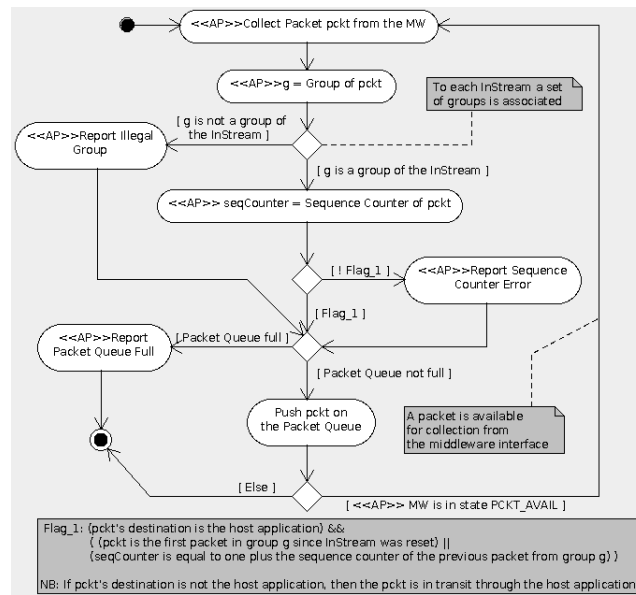 <<AP>>Collect Packet pckt from the MW
<<AP>>g = Group of pckt
To each InStream a set
of groups is associated
[ g is not a group of
the InStream ]
<<AP>>Report Illegal
Group
[ g is a group of the InStream ]
<<AP>> seqCounter = Sequence Counter of pckt
[ ! Flag_1 ]
<<AP>>Report Sequence
Counter Error
[ Flag_1 ]
<<AP>>Report
Packet Queue Full
[ Packet Queue full ]
[ Packet Queue not full ]
Push pckt on
the Packet Queue
A packet is available
for collection from
the middleware interface
[ Else ]
[ <<AP>> MW is in state PCKT_AVAIL ]
Flag_1: (pckt's destination is the host application) &&
( (pckt is the first packet in group g since InStream was reset) ||
(seqCounter is equal to one plus the sequence counter of the previous packet from group g) )
NB: If pckt's destination is not the host application, then the pckt is in transit through the host application